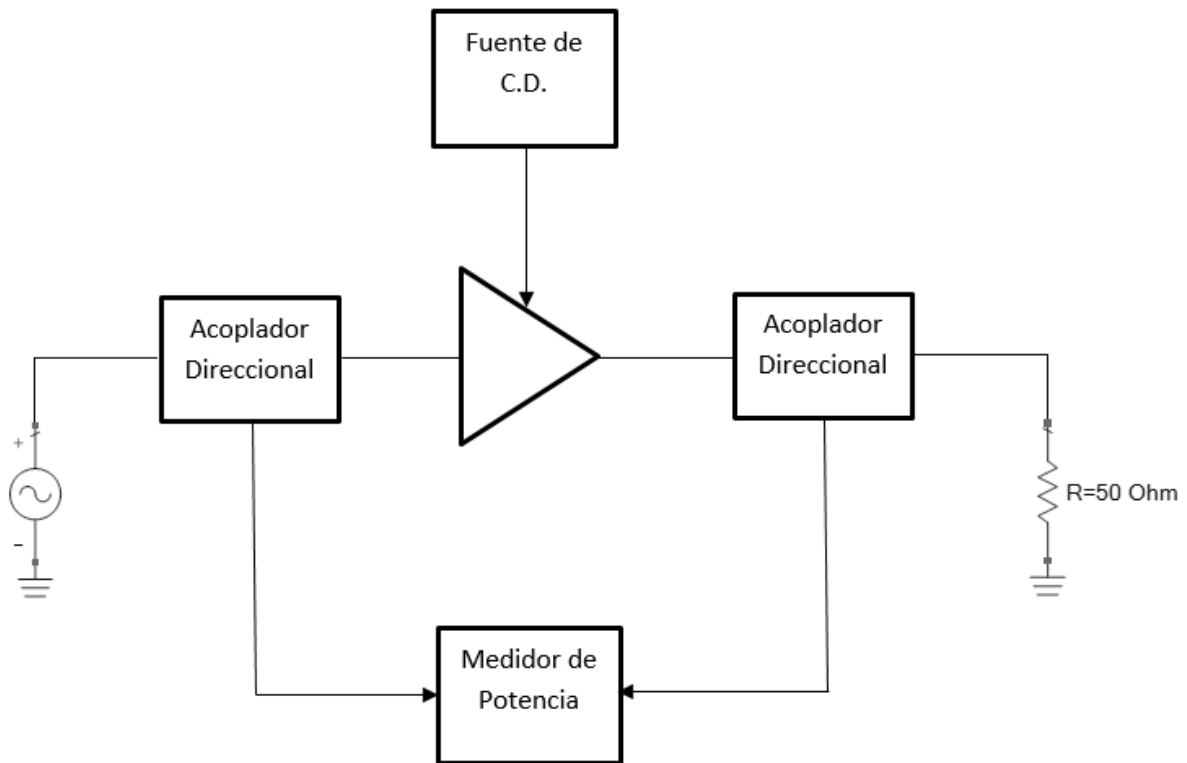 Fuente de
C.D.
Acoplador
Direccional
Acoplador
Direccional
+
−
R=50 Ohm
Medidor de
Potencia